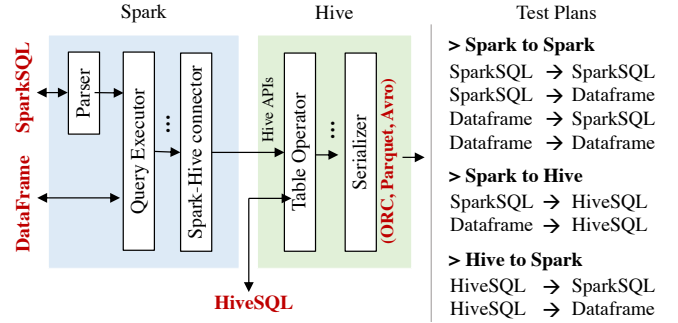 Spark
Hive
Test Plans
SparkSQL
DataFrame
Parser
Query Executor
...
Spark-Hive connector
Hive APIs
Table Operator
...
Serializer
(ORC, Parquet, Avro)
HiveSQL
> Spark to Spark
SparkSQL → SparkSQL
SparkSQL → Dataframe
Dataframe → SparkSQL
Dataframe → Dataframe
> Spark to Hive
SparkSQL → HiveSQL
Dataframe → HiveSQL
> Hive to Spark
HiveSQL → SparkSQL
HiveSQL → Dataframe